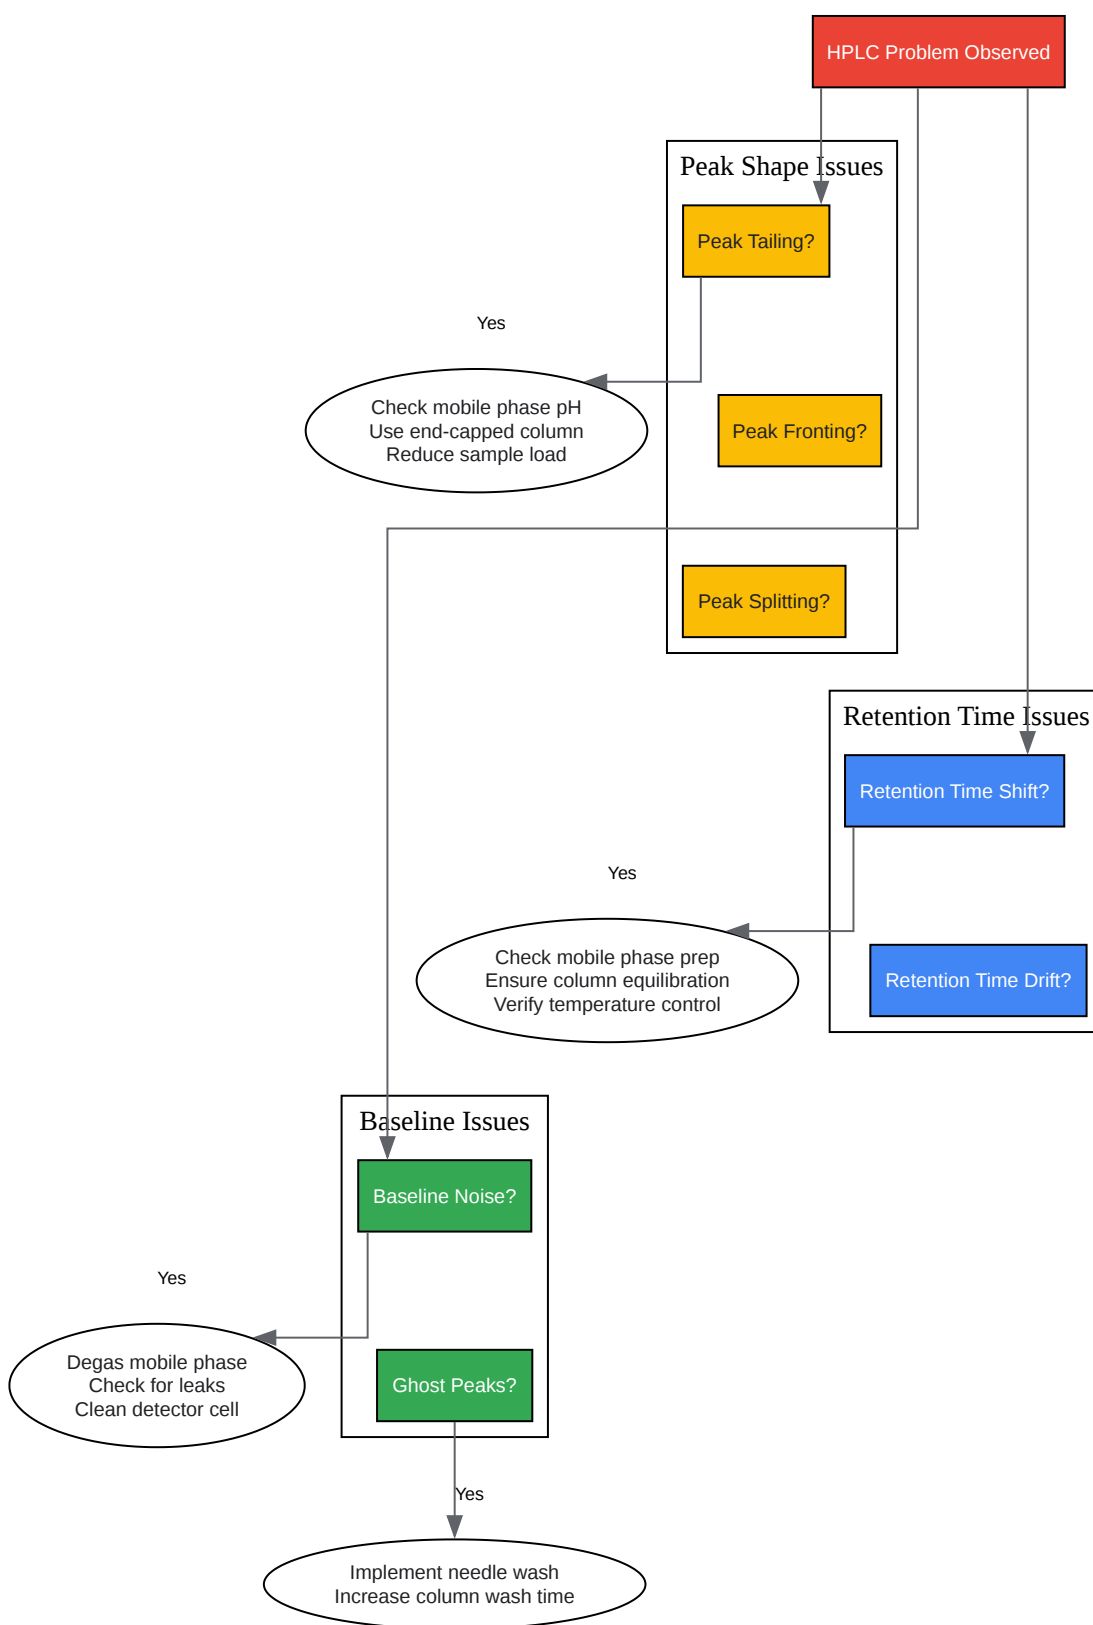 HPLC Problem Observed
Peak Shape Issues
Peak Tailing?
Yes
Check mobile phase pH
Use end-capped column
Reduce sample load
Peak Fronting?
Peak Splitting?
Retention Time Issues
Retention Time Shift?
Yes
Check mobile phase prep
Ensure column equilibration
Verify temperature control
Retention Time Drift?
Baseline Issues
Baseline Noise?
Yes
Degas mobile phase
Check for leaks
Clean detector cell
Ghost Peaks?
Yes
Implement needle wash
Increase column wash time